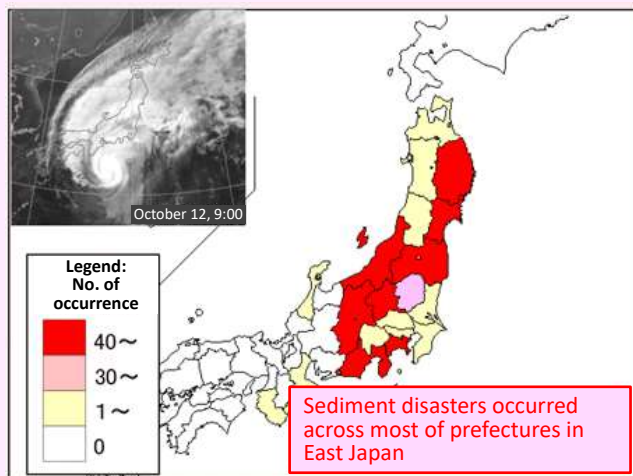 October 12, 9:00
Legend:
No. of
occurrence
40～
30～
1～
0
Sediment disasters occurred
across most of prefectures in
East Japan